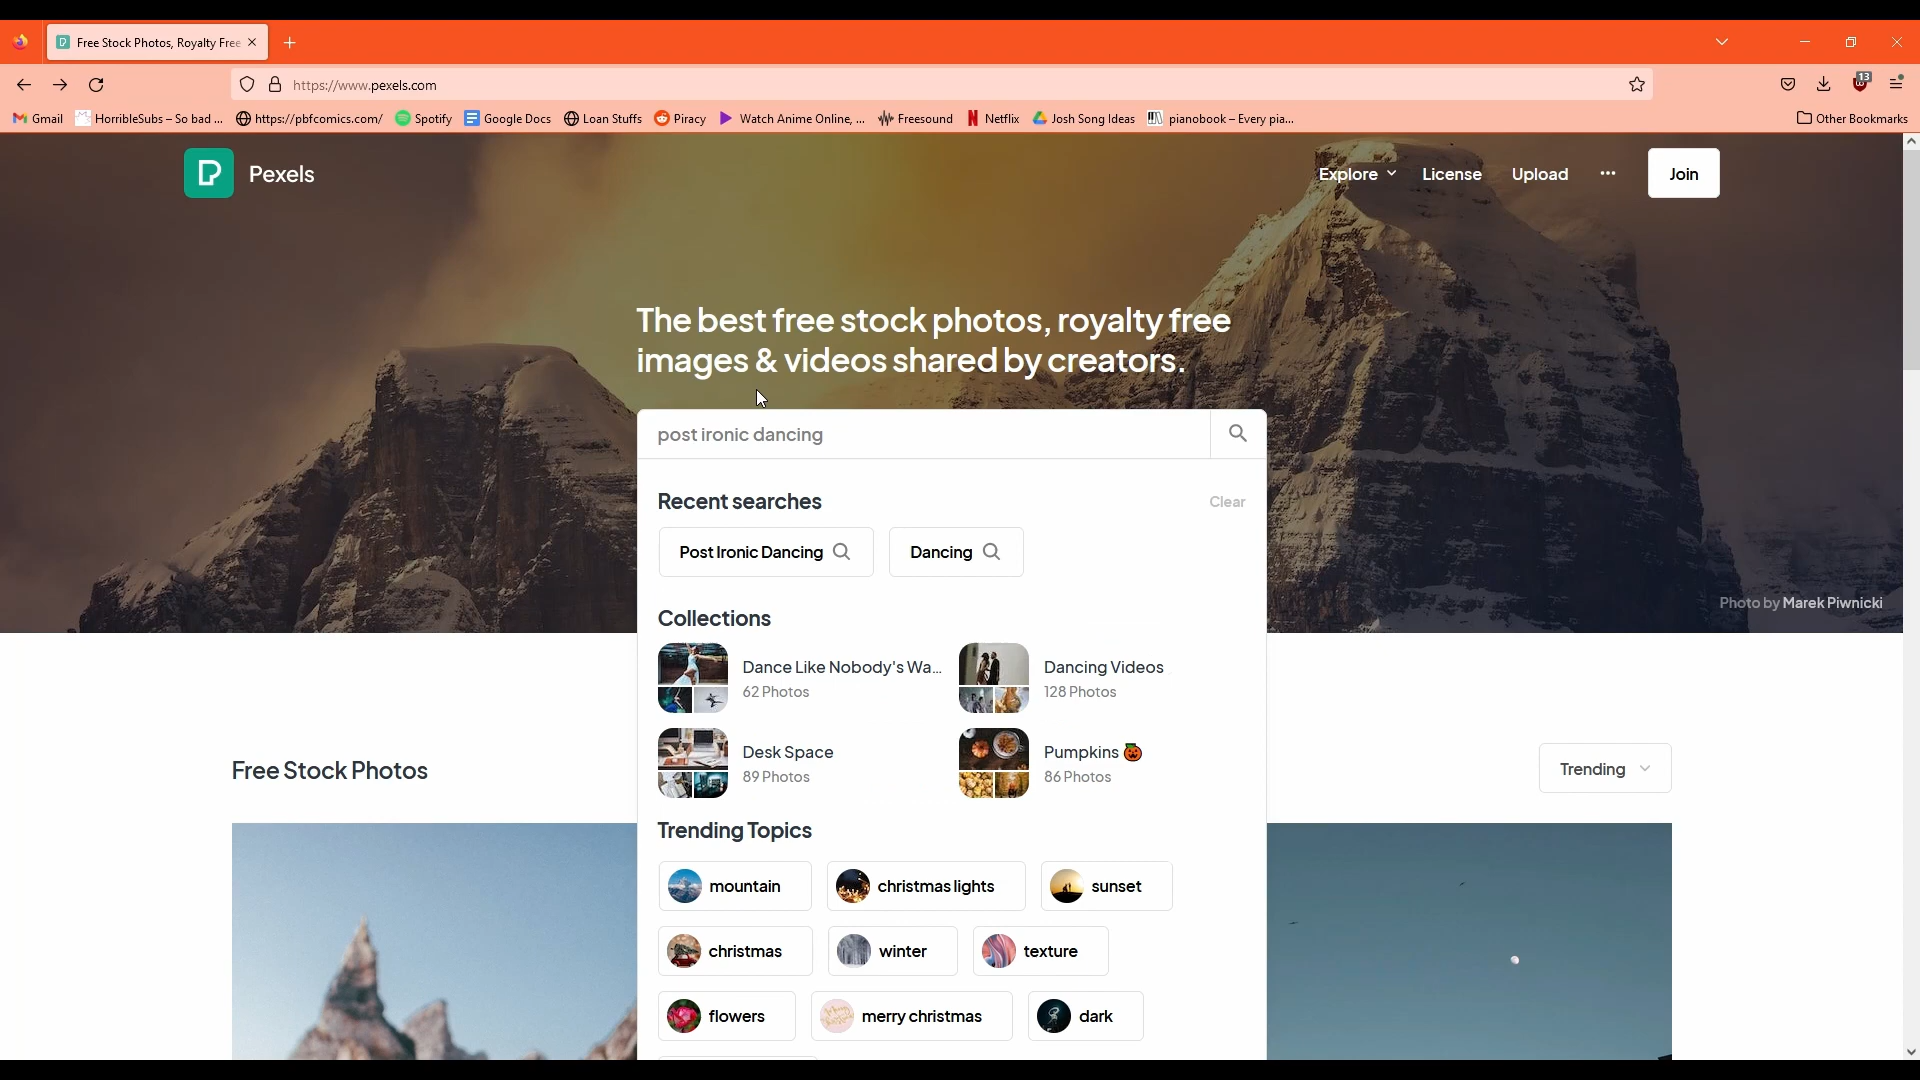 Free Stock Photos, Royalty Free
https://www.pexels.com
13
Gmail
HorribleSubs – So bad ...
https://pbfcomics.com/
Spotify
Google Docs
Loan Stuffs
Piracy
Watch Anime Online, ...
Freesound
Netflix
Josh Song Ideas
pianobook – Every pia...
Other Bookmarks
Pexels
Explore
License
Upload
Join
The best free stock photos, royalty free
images & videos shared by creators.
post ironic dancing
Recent searches
Clear
Post Ironic Dancing
Dancing
Photo by Marek Piwnicki
Collections
Dance Like Nobody's Wa...
62 Photos
Dancing Videos
128 Photos
Desk Space
89 Photos
Pumpkins 🎃
86 Photos
Free Stock Photos
Trending
Trending Topics
mountain
christmas lights
sunset
christmas
winter
texture
flowers
merry christmas
dark